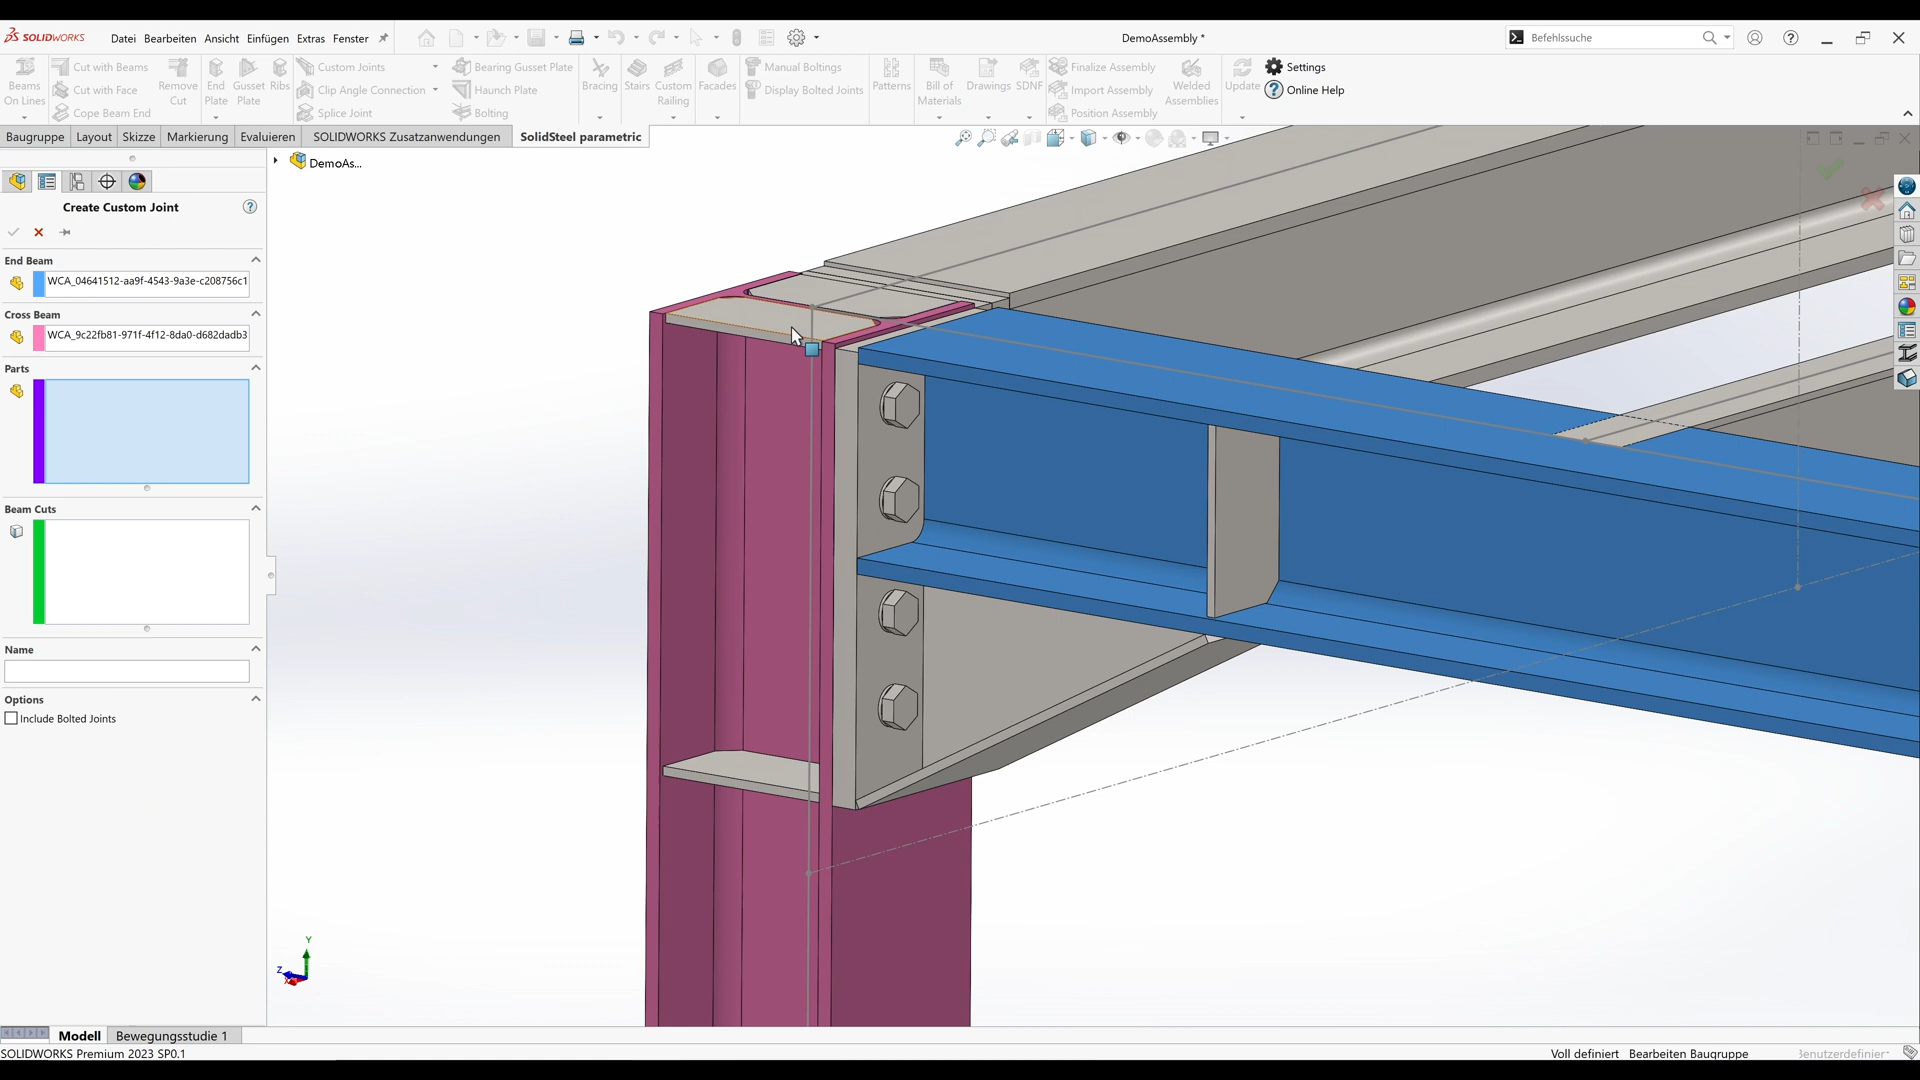 SOLIDWORKS
Datei Bearbeiten Ansicht Einfügen Extras Fenster
DemoAssembly *
Befehlssuche
Beams On Lines
Cut with Beams
Cut with Face
Cope Beam End
Remove Cut
End Plate
Gusset Plate
Ribs
Custom Joints
Clip Angle Connection
Splice Joint
Bearing Gusset Plate
Haunch Plate
Bolting
Bracing
Stairs
Custom Railing
Facades
Manual Boltings
Display Bolted Joints
Patterns
Bill of Materials
Drawings
SDNF
Finalize Assembly
Import Assembly
Position Assembly
Welded Assemblies
Update
Settings
Online Help
Baugruppe Layout Skizze Markierung Evaluieren SOLIDWORKS Zusatzanwendungen SolidSteel parametric
DemoAs...
Create Custom Joint
End Beam
WCA_04641512-aa9f-4543-9a3e-c208756c1
Cross Beam
WCA_9c22fb81-971f-4f12-8da0-d682dadb3
Parts
Beam Cuts
Name
Options
Include Bolted Joints
Y
Z
X
Modell Bewegungsstudie 1
SOLIDWORKS Premium 2023 SP0.1
Voll definiert Bearbeiten Baugruppe